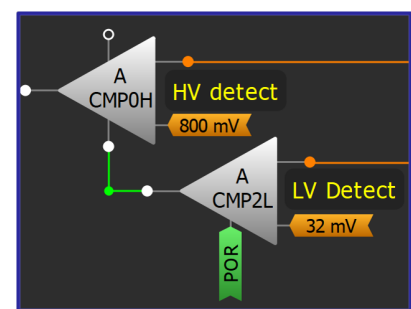 A
CMP0H
HV detect
800 mV
A
CMP2L
LV Detect
32 mV
POR